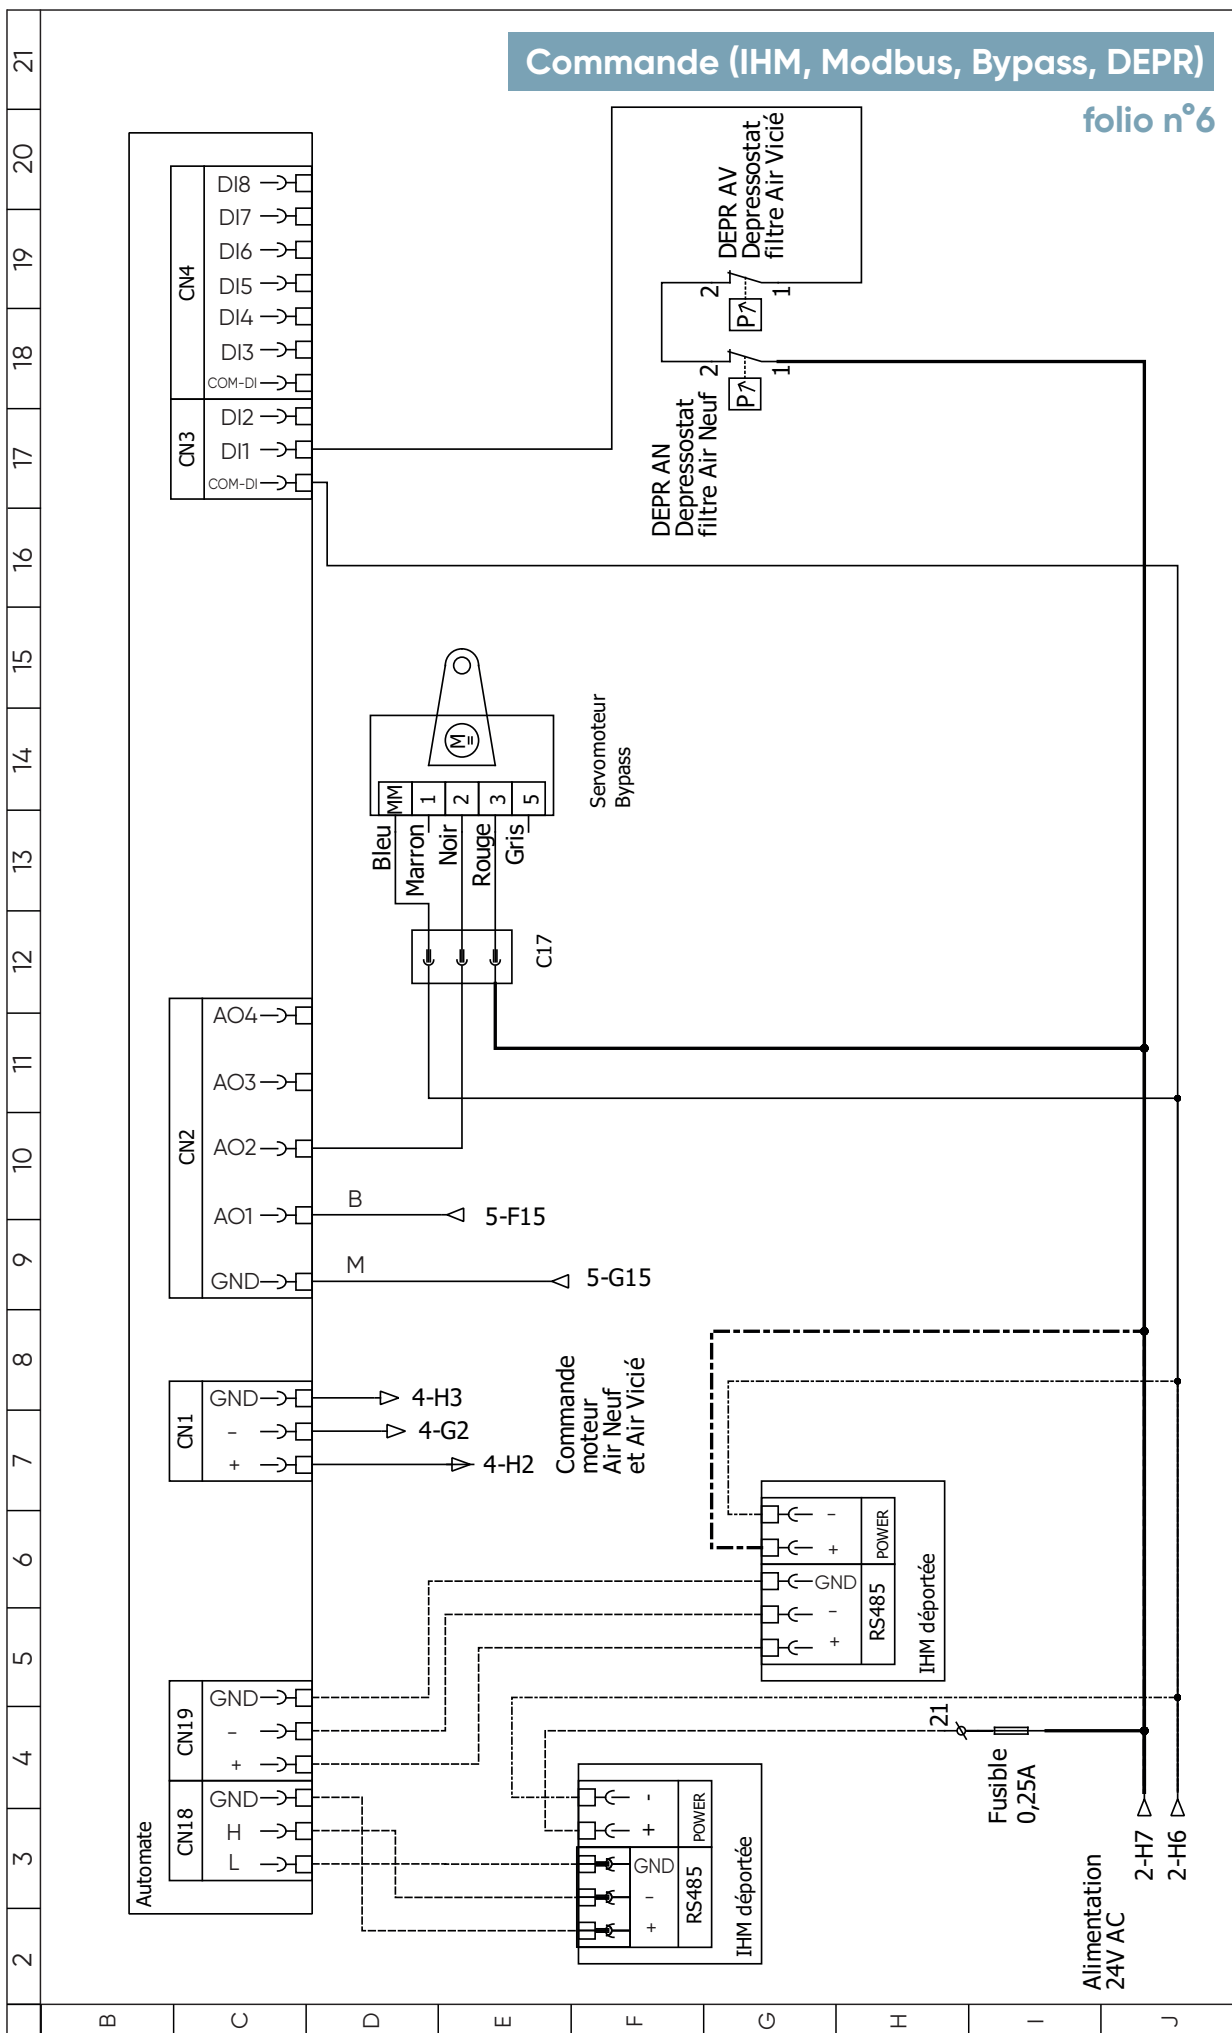 Commande (IHM, Modbus, Bypass, DEPR)
folio n°6
21
20
19
18
17
16
15
14
13
12
11
10
9
8
7
6
5
4
3
2
B
C
D
E
F
G
H
I
J
Automate
CN4
DI8
DI7
DI6
DI5
DI4
DI3
COM-DI
CN3
DI2
DI1
COM-DI
DEPR AV
Depressostat
filtre Air Vicié
2
1
P
DEPR AN
Depressostat
filtre Air Neuf
2
1
P
Servomoteur
Bypass
M
=
MM
1
2
3
5
Bleu
Marron
Noir
Rouge
Gris
C17
CN2
AO4
AO3
AO2
AO1
GND
B
5-F15
M
5-G15
CN1
GND
-
+
4-H3
4-G2
4-H2
Commande
moteur
Air Neuf
et Air Vicié
CN19
GND
-
+
CN18
GND
H
L
-
+
POWER
GND
-
+
RS485
IHM déportée
-
+
POWER
GND
-
+
RS485
IHM déportée
21
Fusible
0,25A
2-H7
2-H6
Alimentation
24V AC